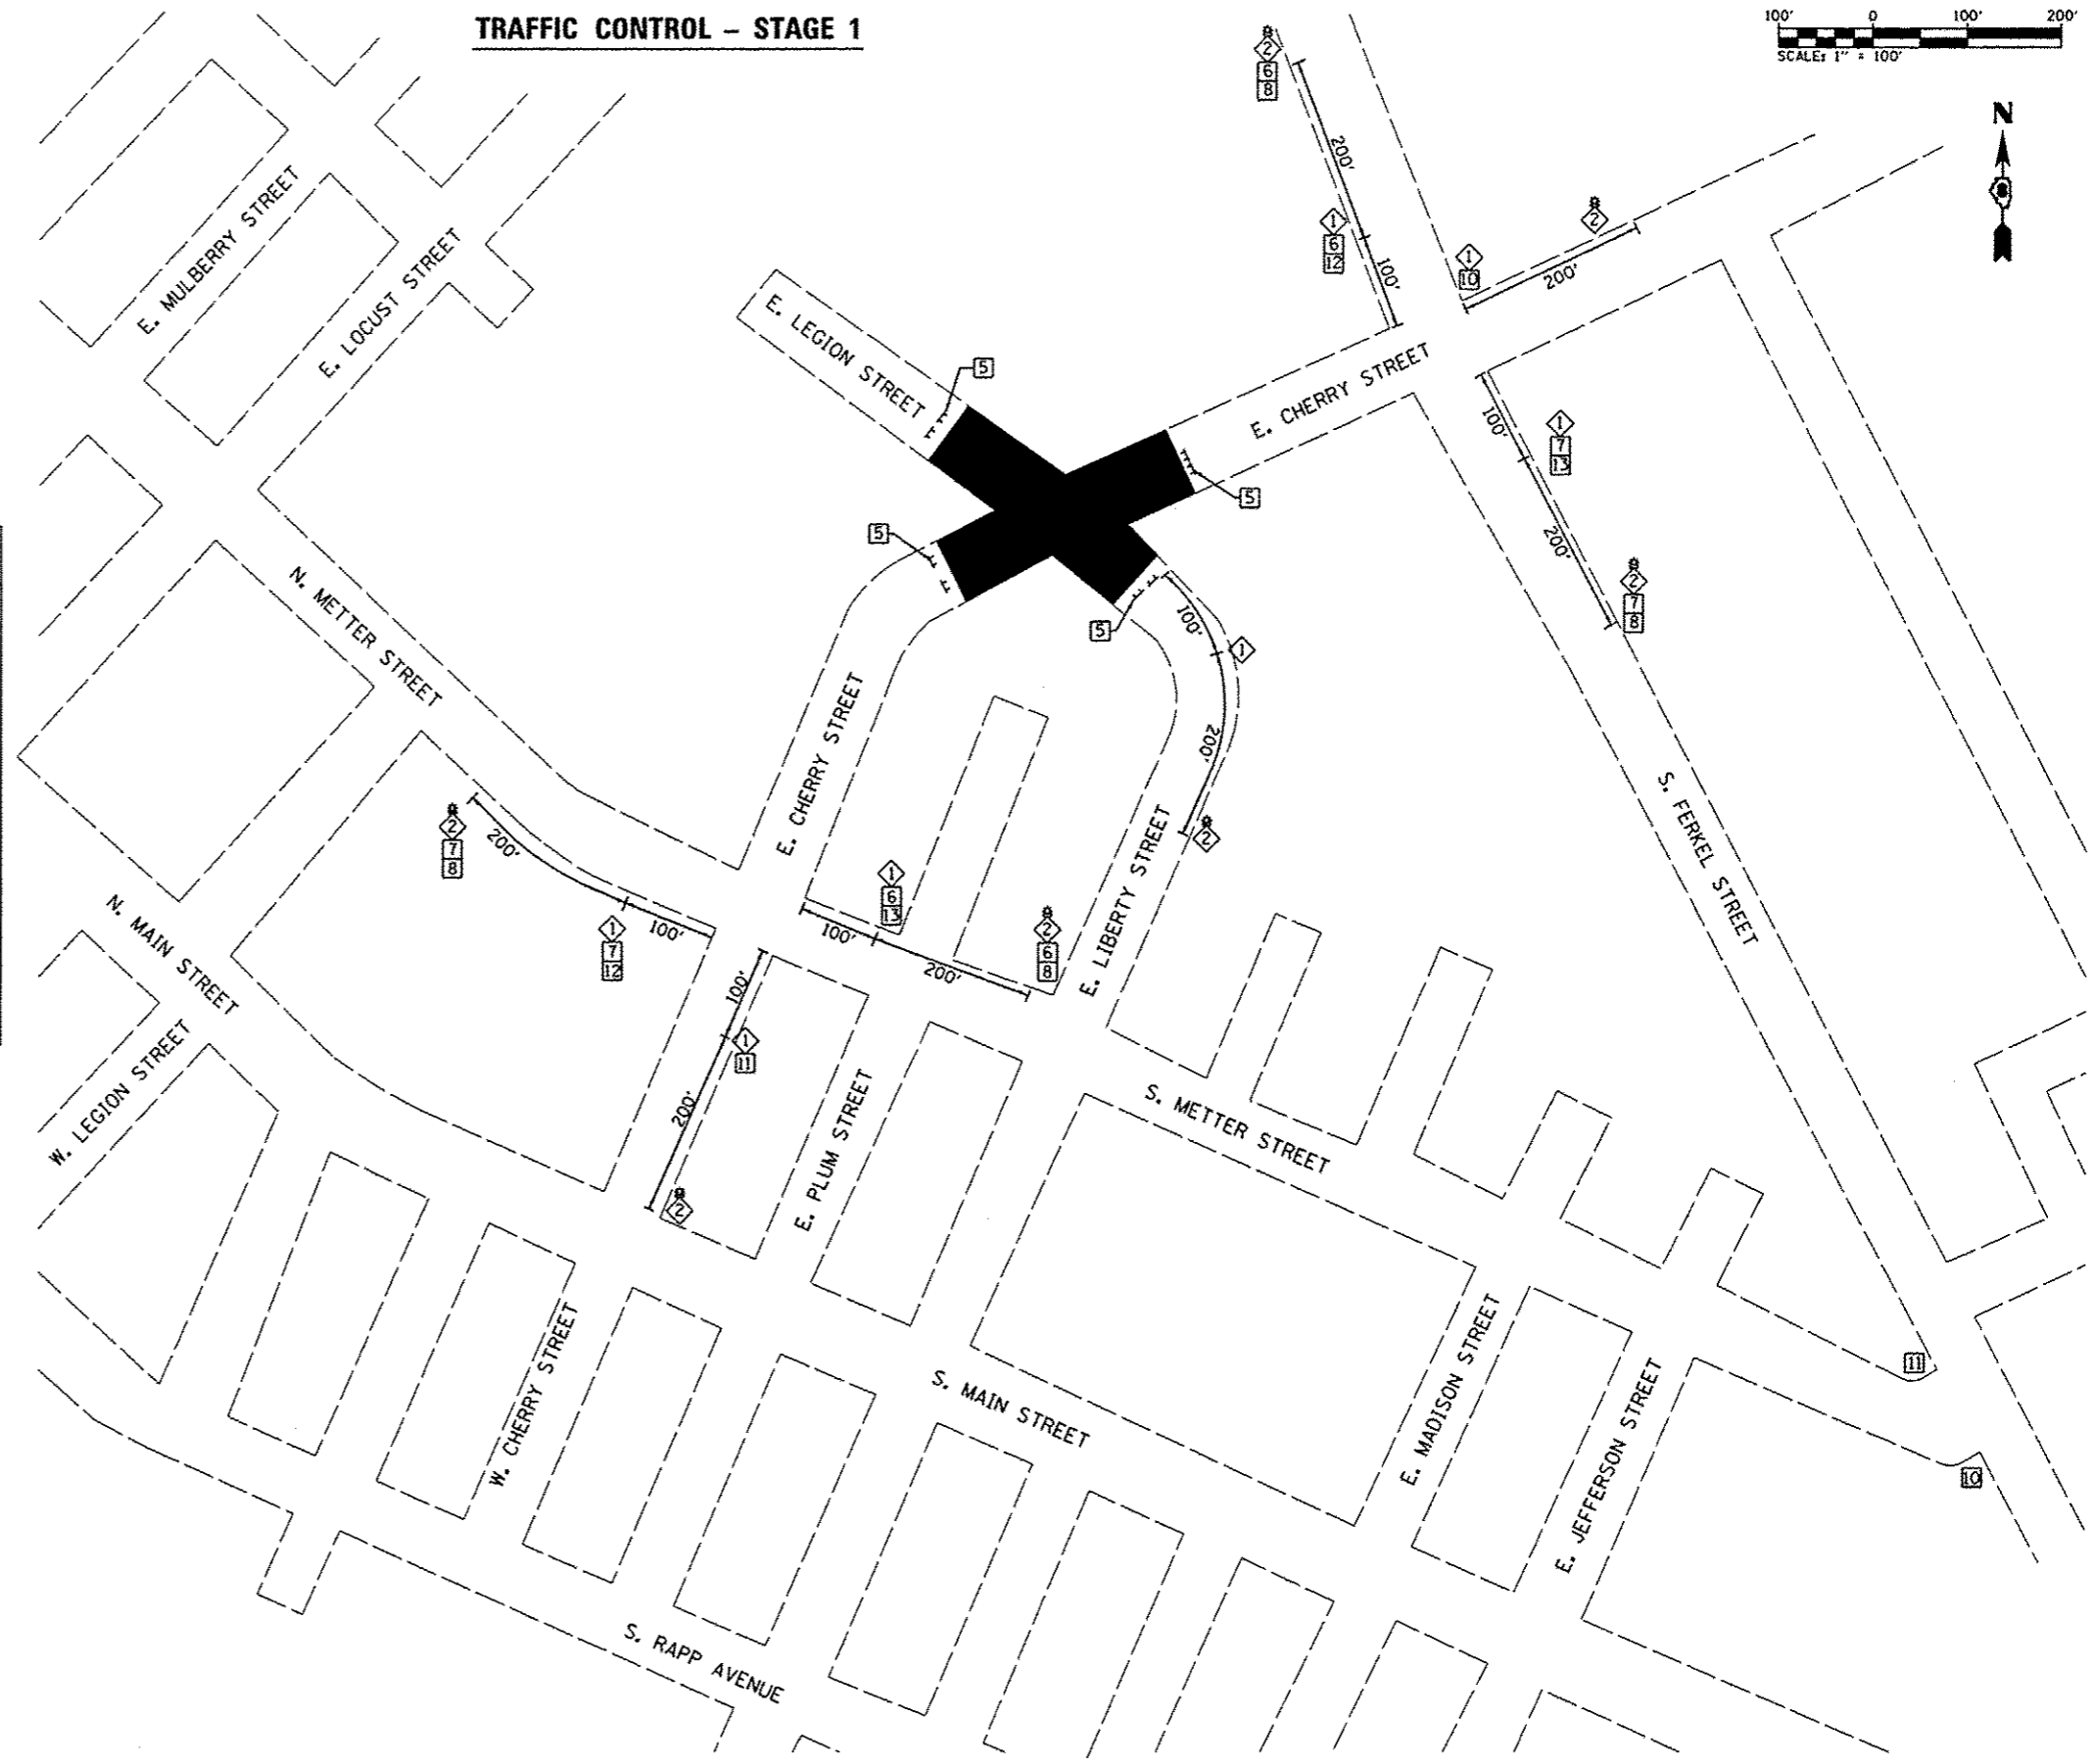 TRAFFIC CONTROL - STAGE 1
100' 0 100' 200'
SCALE: 1" = 100'
N
2
6
8
200'
1
6
12
100'
1
10
2
200'
E. MULBERRY STREET
E. LOCUST STREET
E. LEGION STREET
5
E. CHERRY STREET
5
5
5
100'
1
7
13
200'
2
7
8
N. METTER STREET
100'
1
200'
2
E. CHERRY STREET
E. LIBERTY STREET
S. FERKEL STREET
2
7
8
200'
1
7
12
100'
1
6
13
100'
2
6
8
200'
N. MAIN STREET
W. LEGION STREET
100'
1
11
200'
2
E. PLUM STREET
S. METTER STREET
W. CHERRY STREET
S. MAIN STREET
E. MADISON STREET
E. JEFFERSON STREET
11
10
S. RAPP AVENUE